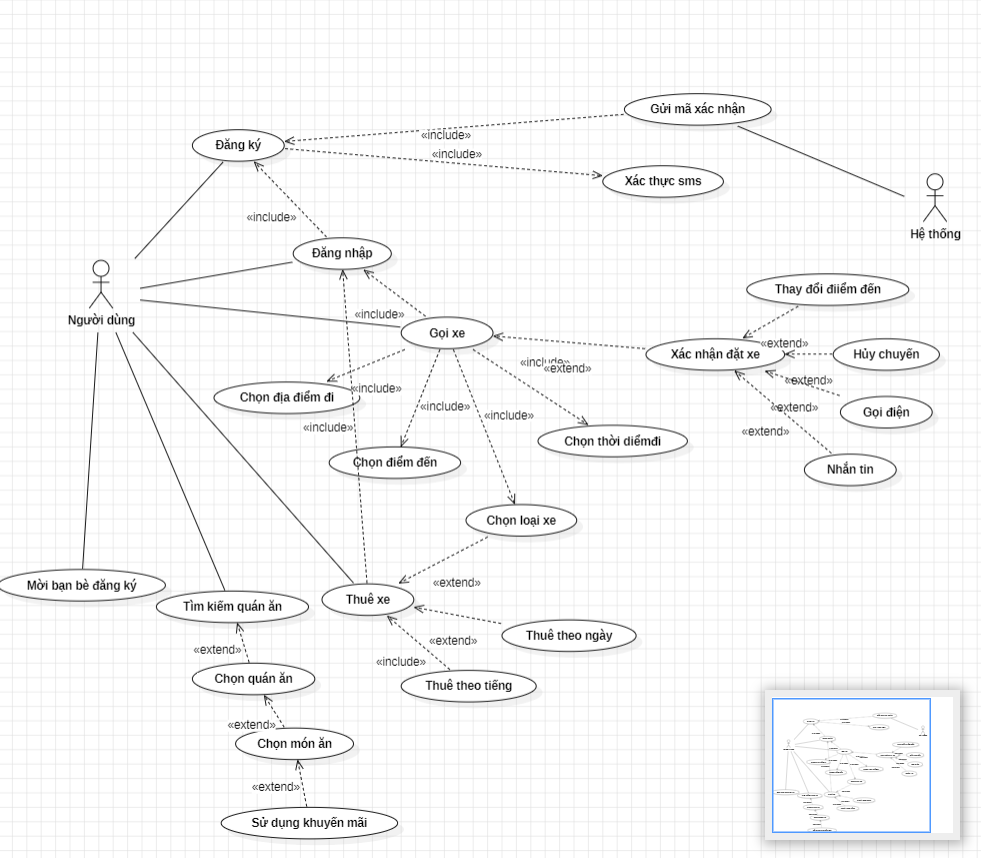 Gửi mã xác nhận
«include»
Đăng ký
«include»
Xác thực sms
Hệ thống
«include»
Đăng nhập
Người dùng
«include»
Gọi xe
Thay đổi điiểm đến
«extend»
Xác nhận đặt xe
Hủy chuyến
«include»
«extend»
«extend»
Chọn địa điểm đi
«include»
«include»
«include»
«extend»
Gọi điện
«include»
«extend»
Chọn thời diểmđi
Chọn điểm đến
Nhắn tin
Chọn loại xe
«extend»
Mời bạn bè đăng ký
Tìm kiếm quán ăn
Thuê xe
Thuê theo ngày
«extend»
«extend»
«include»
Chọn quán ăn
Thuê theo tiếng
«extend»
Chọn món ăn
«extend»
Sử dụng khuyến mãi